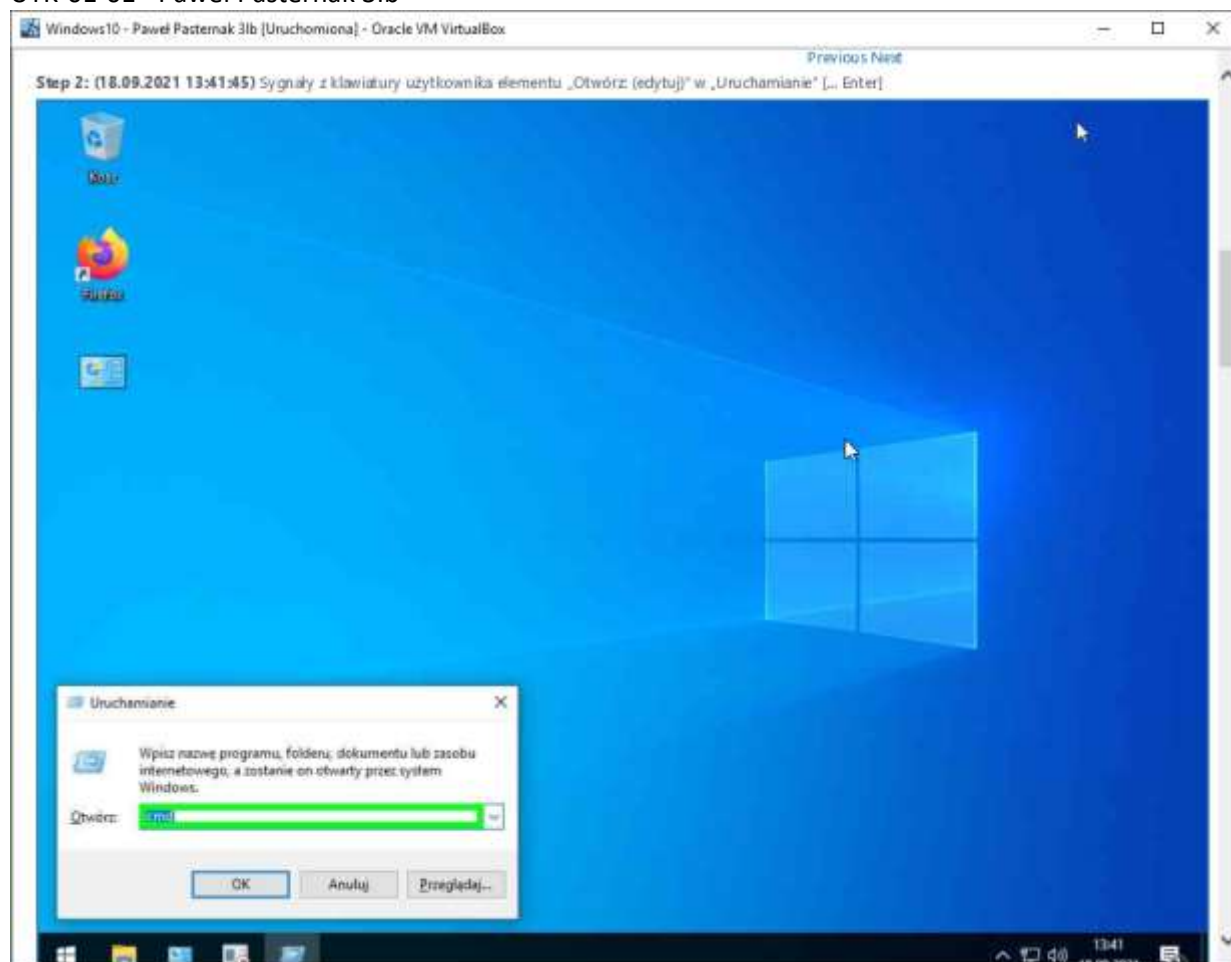 Windows10 - Paweł Pasternak 3lb [Uruchomiona] - Oracle VM VirtualBox
Previous Next
Step 2: (18.09.2021 13:41:45) Sygnały z klawiatury użytkownika elementu „Otwórz: (edytuj)” w „Uruchamianie” [... Enter]
Kosz
Firefox
Uruchamianie
Wpisz nazwę programu, folderu, dokumentu lub zasobu
internetowego, a zostanie on otwarty przez system
Windows.
Otwórz: cmd
OK Anuluj Przeglądaj...
13:41